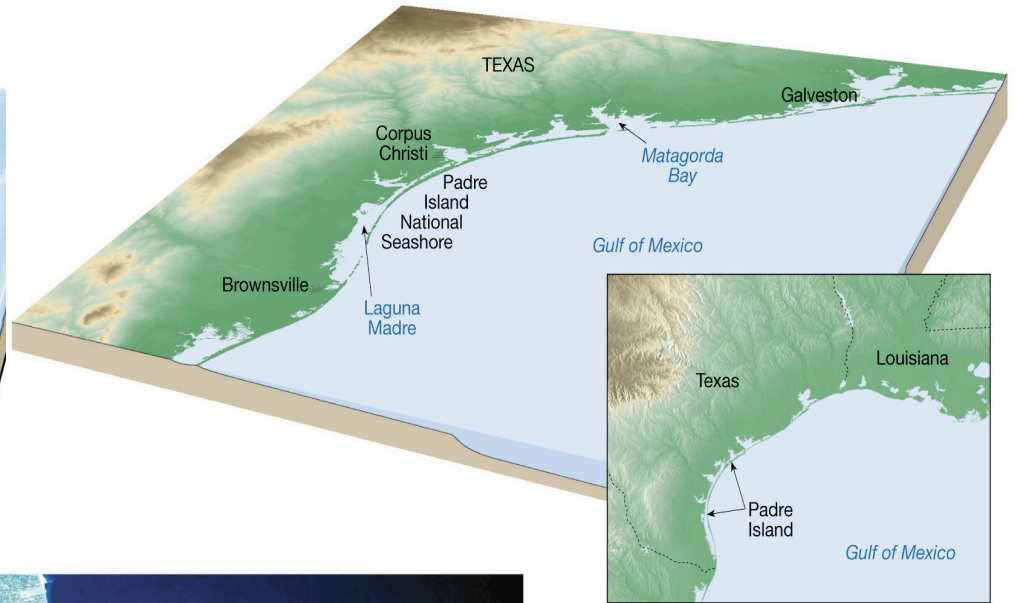 TEXAS
Galveston
Corpus
Christi
Matagorda
Bay
Padre
Island
National
Seashore
Gulf of Mexico
Brownsville
Laguna
Madre
Louisiana
Texas
Padre
Island
Gulf of Mexico